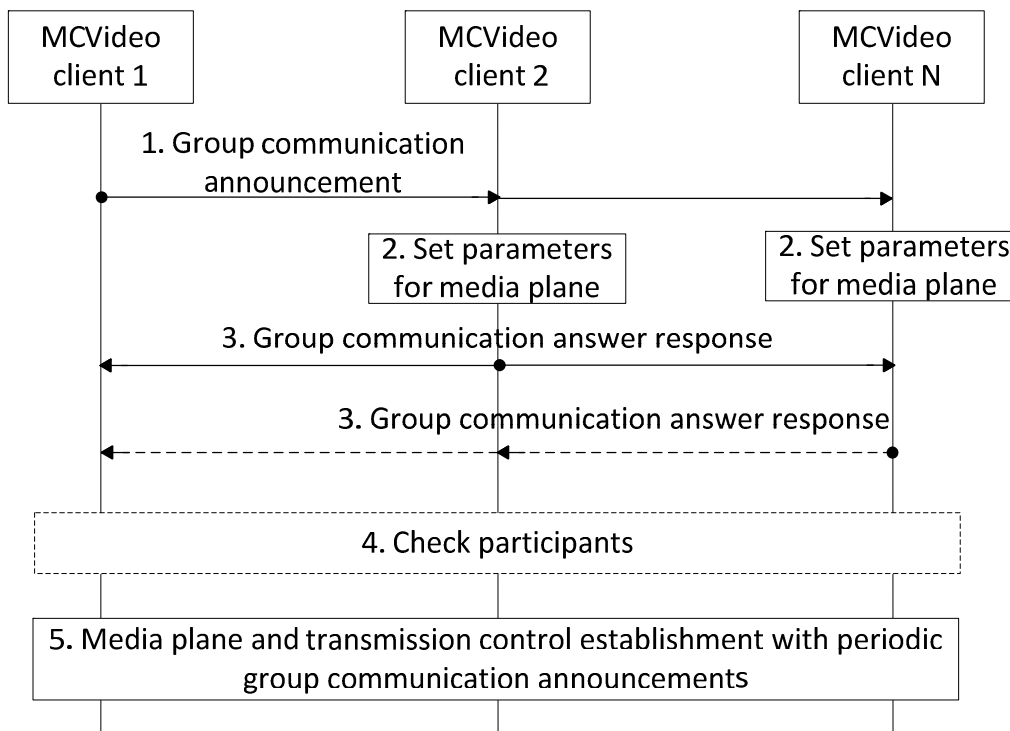 MCVideo
client 1
MCVideo
client 2
MCVideo
client N
1. Group communication
announcement
2. Set parameters
for media plane
2. Set parameters
for media plane
3. Group communication answer response
3. Group communication answer response
4. Check participants
5. Media plane and transmission control establishment with periodic
group communication announcements